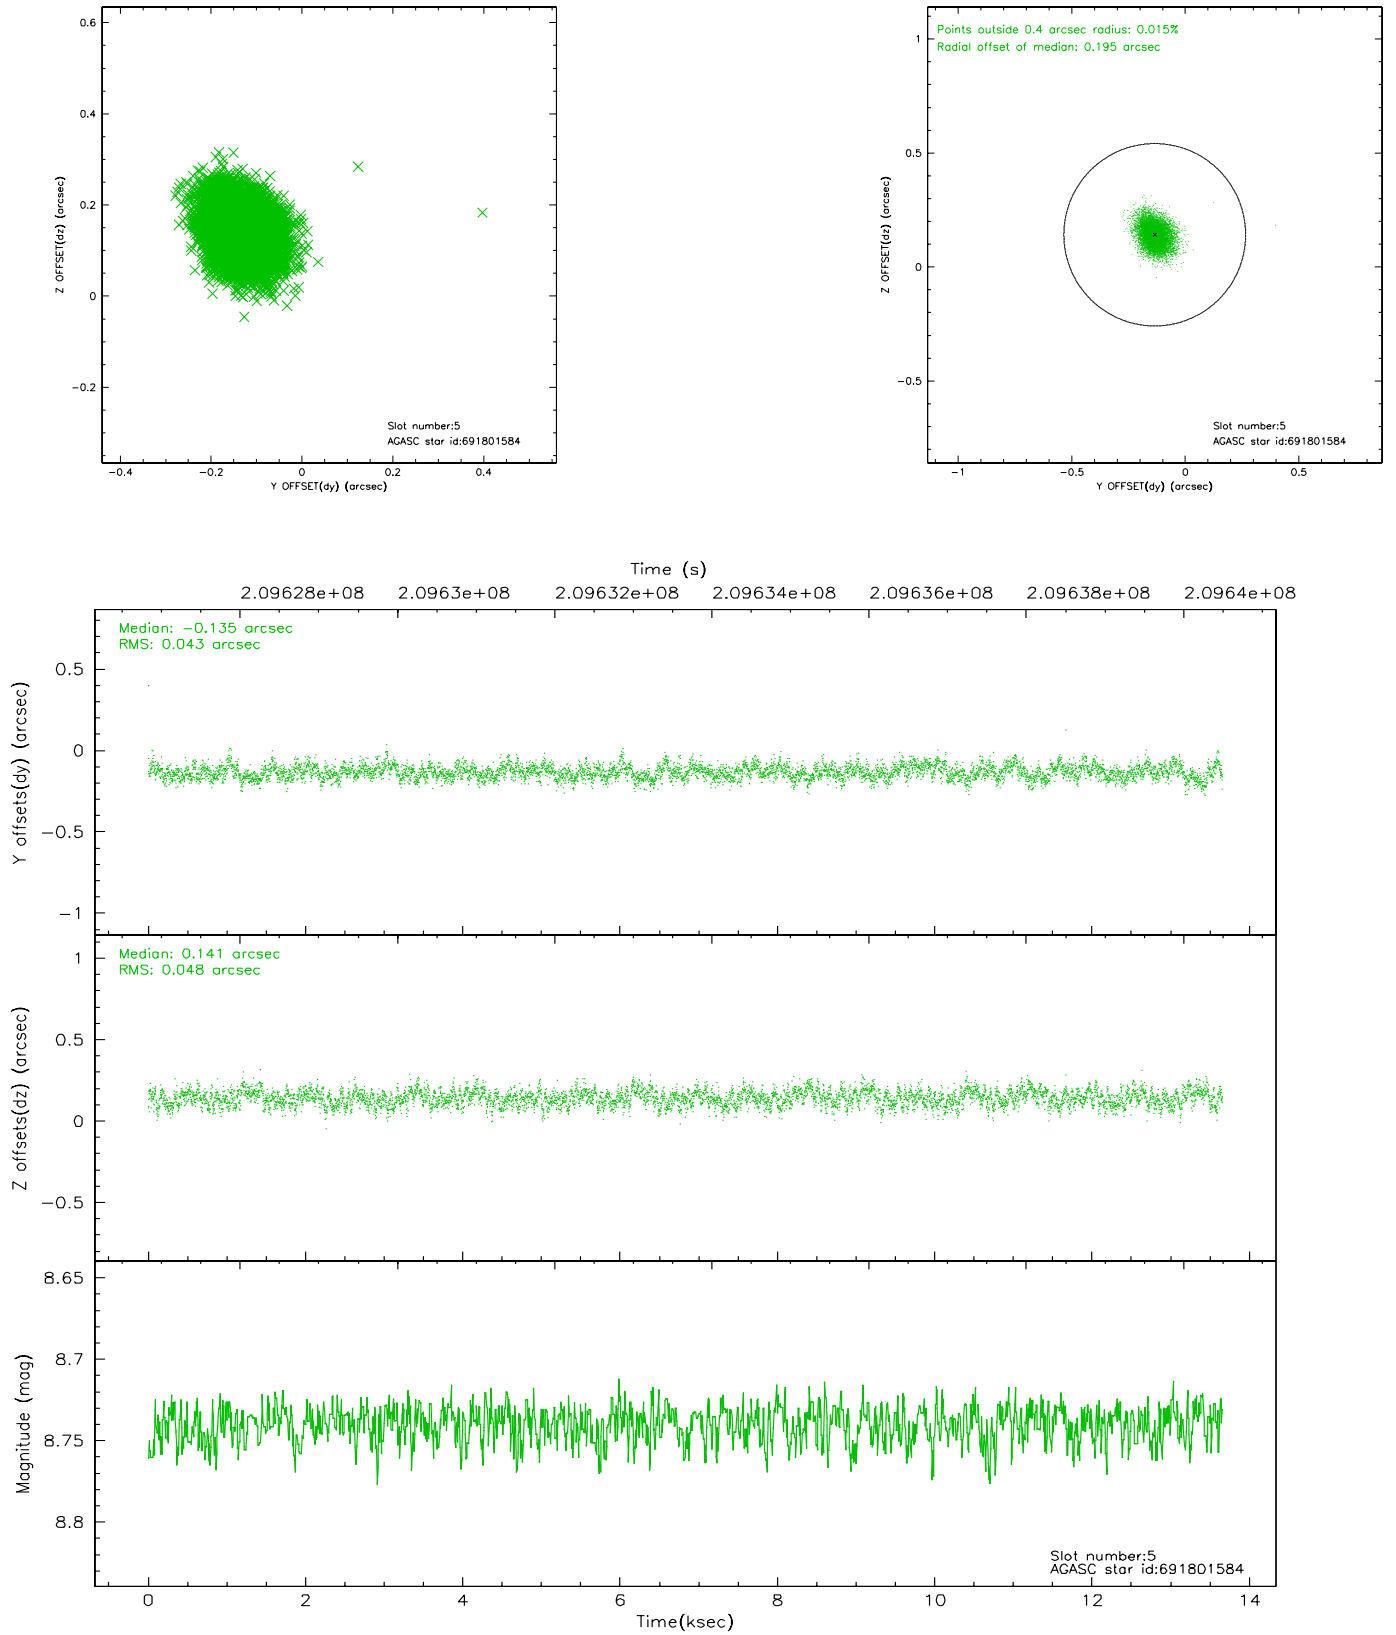 0.6
0.4
0.2
0
−0.2
Z OFFSET(dz) (arcsec)
Slot number:5
AGASC star id:691801584
−0.4
−0.2
0
0.2
0.4
Y OFFSET(dy) (arcsec)
Points outside 0.4 arcsec radius: 0.015%
Radial offset of median: 0.195 arcsec
1
0.5
0
−0.5
Z OFFSET(dz) (arcsec)
Slot number:5
AGASC star id:691801584
−1
−0.5
0
0.5
Y OFFSET(dy) (arcsec)
Time (s)
2.09628e+08 2.0963e+08 2.09632e+08 2.09634e+08 2.09636e+08 2.09638e+08 2.0964e+08
Median: −0.135 arcsec
RMS: 0.043 arcsec
0.5
0
−0.5
−1
Y offsets(dy) (arcsec)
Median: 0.141 arcsec
RMS: 0.048 arcsec
1
0.5
0
−0.5
Z offsets(dz) (arcsec)
8.65
8.7
8.75
8.8
Magnitude (mag)
Slot number:5
AGASC star id:691801584
0 2 4 6 8 10 12 14
Time(ksec)